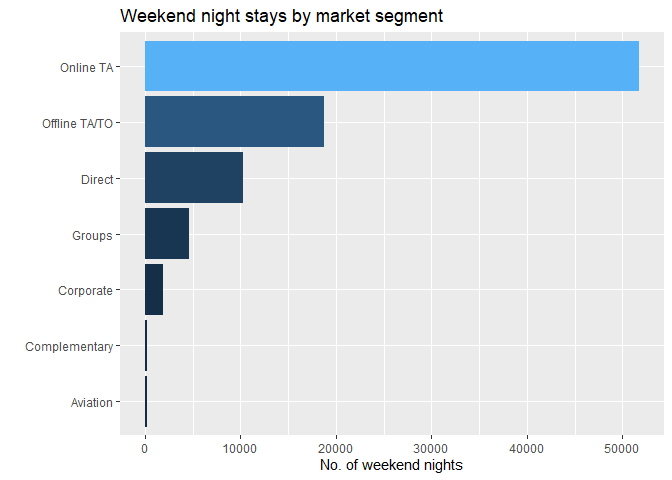 Weekend night stays by market segment
Online TA
Offline TA/TO
Direct
Groups
Corporate
Complementary
Aviation
0 10000 20000 30000 40000 50000
No. of weekend nights